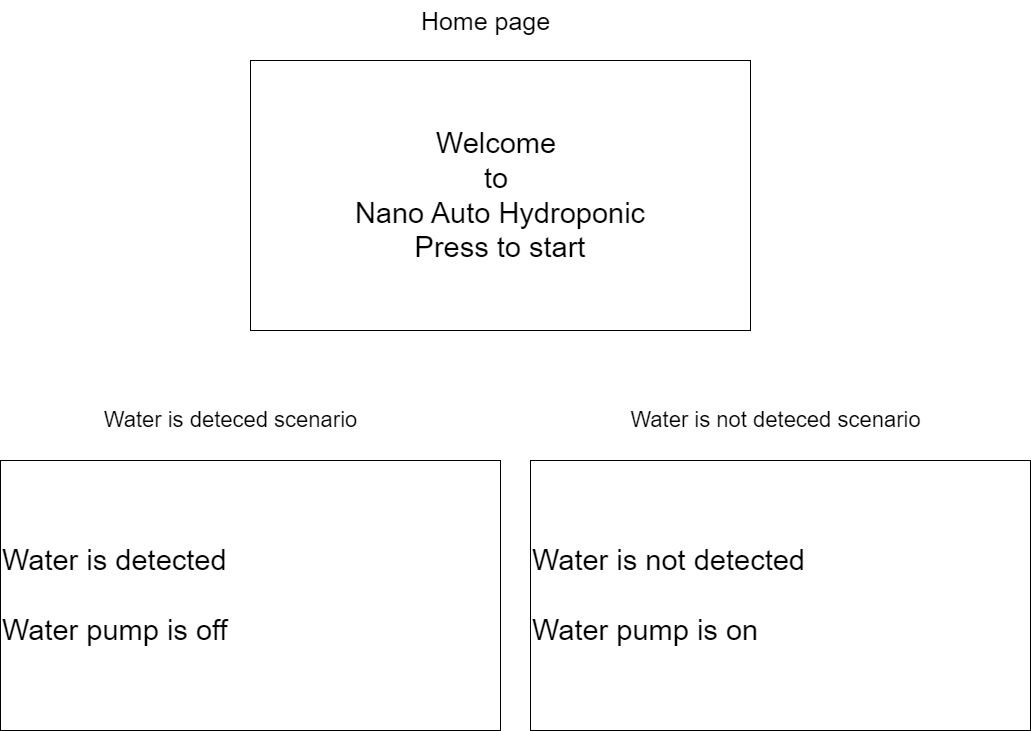 Home page
Welcome
to
Nano Auto Hydroponic
Press to start
Water is deteced scenario
Water is not deteced scenario
Water is detected
Water pump is off
Water is not detected
Water pump is on